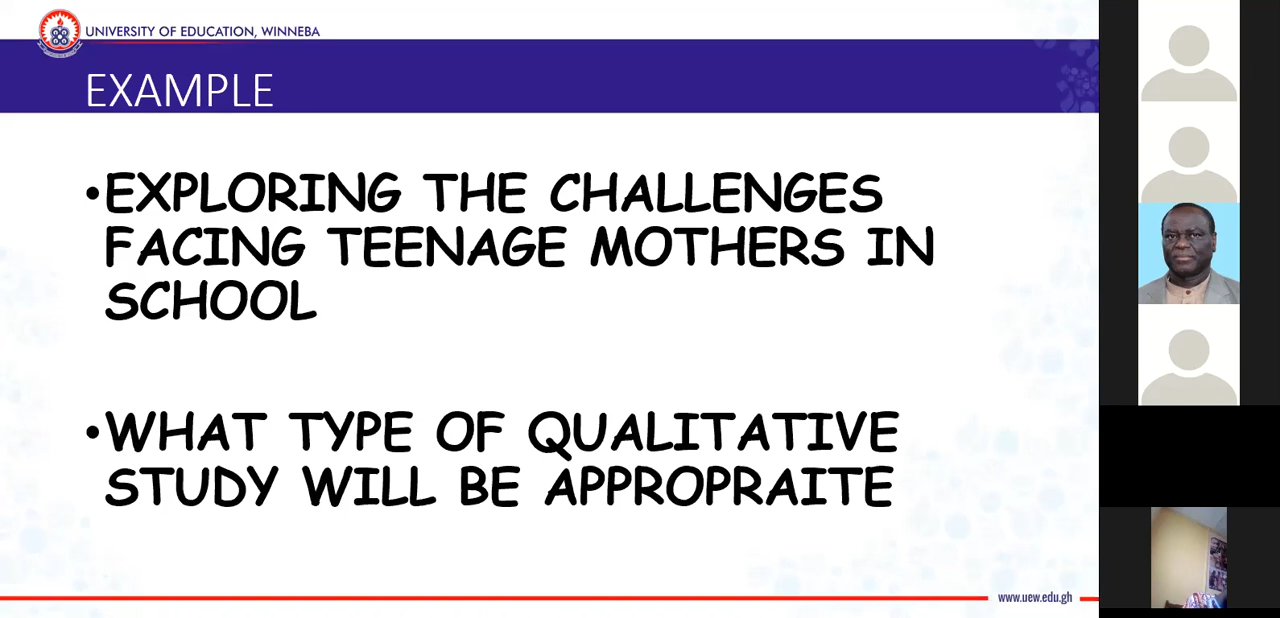 UNIVERSITY OF EDUCATION, WINNEBA
EXAMPLE
•EXPLORING THE CHALLENGES
FACING TEENAGE MOTHERS IN
SCHOOL
•WHAT TYPE OF QUALITATIVE
STUDY WILL BE APPROPRAITE
www.uew.edu.gh